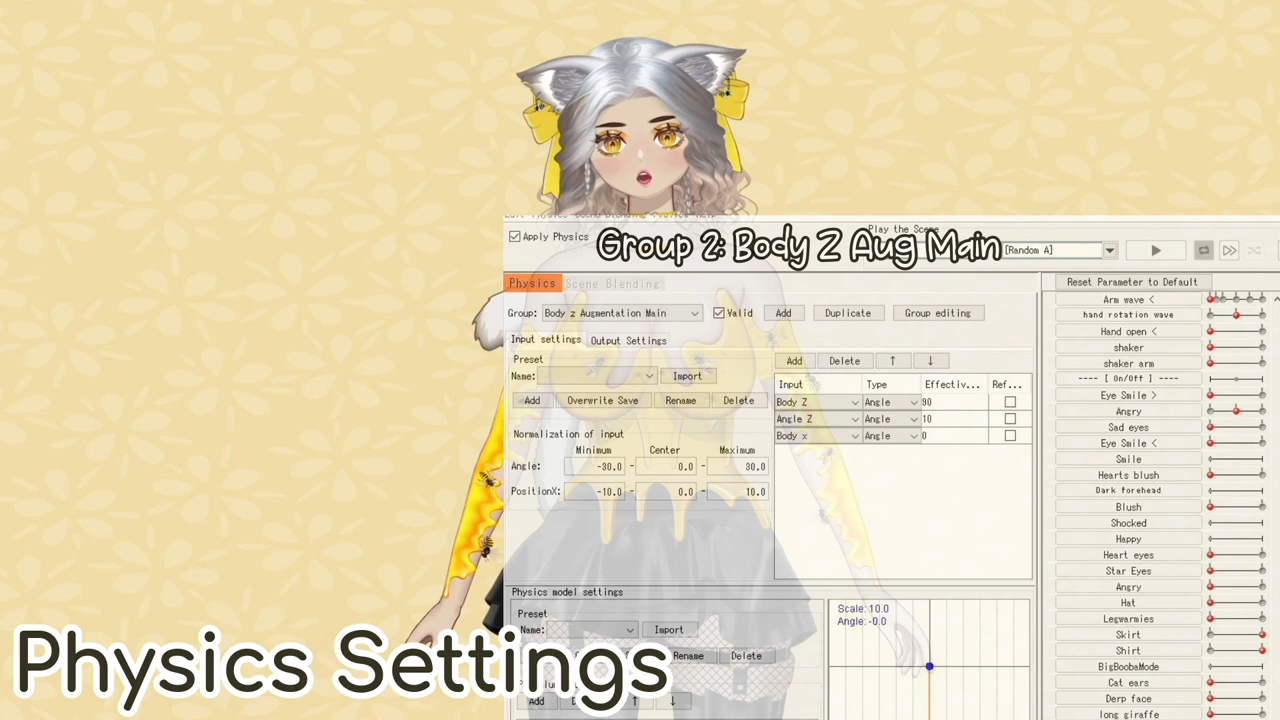 Play the Scene
Apply Physics
Group 2: Body Z Aug Main
[Random A]
Physics
Scene Blending
Reset Parameter to Default
Group:
Body z Augmentation Main
Valid
Add
Duplicate
Group editing
Input settings
Output Settings
Preset
Name:
Import
Add
Overwrite Save
Rename
Delete
Normalization of input
Minimum
Center
Maximum
Angle:
-30.0
-
0.0
-
30.0
PositionX:
-10.0
-
0.0
-
10.0
Add
Delete
↑
↓
Input
Type
Effectiv...
Ref...
Body Z
Angle
90
Angle Z
Angle
10
Body x
Angle
0
Arm wave <
hand rotation wave
Hand open <
shaker
shaker arm
---- [ On/Off ] ----
Eye Smile >
Angry
Sad eyes
Eye Smile <
Smile
Hearts blush
Dark forehead
Blush
Shocked
Happy
Heart eyes
Star Eyes
Angry
Hat
Legwarmies
Skirt
Shirt
BigBoobaMode
Cat ears
Derp face
long giraffe
Physics model settings
Preset
Name:
Import
Rename
Delete
Add
↑
↓
Scale: 10.0
Angle: -0.0
Physics Settings